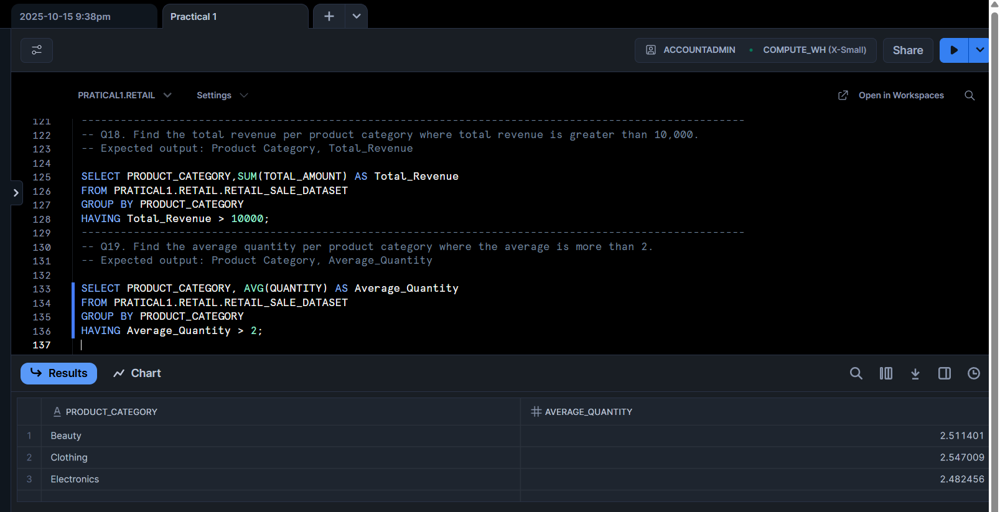 2025-10-15 9:38pm
Practical 1
ACCOUNTADMIN
COMPUTE_WH (X-Small)
Share
PRATICAL1.RETAIL
Settings
Open in Workspaces
121 ------------------------------------------------------------------------------------------------------
122 -- Q18. Find the total revenue per product category where total revenue is greater than 10,000.
123 -- Expected output: Product Category, Total_Revenue
124
125 SELECT PRODUCT_CATEGORY,SUM(TOTAL_AMOUNT) AS Total_Revenue
126 FROM PRATICAL1.RETAIL.RETAIL_SALE_DATASET
127 GROUP BY PRODUCT_CATEGORY
128 HAVING Total_Revenue > 10000;
129 ------------------------------------------------------------------------------------------------------
130 -- Q19. Find the average quantity per product category where the average is more than 2.
131 -- Expected output: Product Category, Average_Quantity
132
133 SELECT PRODUCT_CATEGORY, AVG(QUANTITY) AS Average_Quantity
134 FROM PRATICAL1.RETAIL.RETAIL_SALE_DATASET
135 GROUP BY PRODUCT_CATEGORY
136 HAVING Average_Quantity > 2;
137
Results
Chart
PRODUCT_CATEGORY AVERAGE_QUANTITY
1 Beauty 2.511401
2 Clothing 2.547009
3 Electronics 2.482456